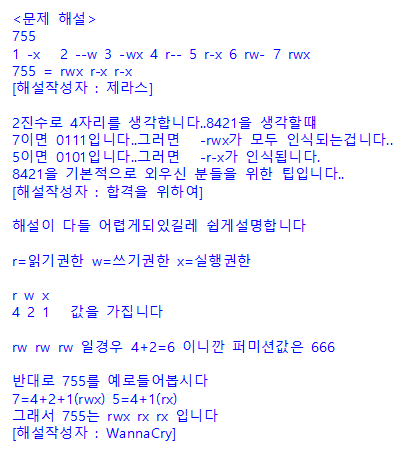 <문제 해설>
755
1 -x 2 --w 3 -wx 4 r-- 5 r-x 6 rw- 7 rwx
755 = rwx r-x r-x
[해설작성자 : 제라스]
2진수로 4자리를 생각합니다..8421을 생각할때
7이면 0111입니다..그러면 -rwx가 모두 인식되는겁니다..
5이면 0101입니다..그러면 -r-x가 인식됩니다.
8421을 기본적으로 외우신 분들을 위한 팁입니다..
[해설작성자 : 합격을 위하여]
해설이 다들 어렵게되있길레 쉽게설명합니다
r=읽기권한 w=쓰기권한 x=실행권한
r w x
4 2 1 값을 가집니다
rw rw rw 일경우 4+2=6 이니깐 퍼미션값은 666
반대로 755를 예로들어봅시다
7=4+2+1(rwx) 5=4+1(rx)
그래서 755는 rwx rx rx 입니다
[해설작성자 : WannaCry]